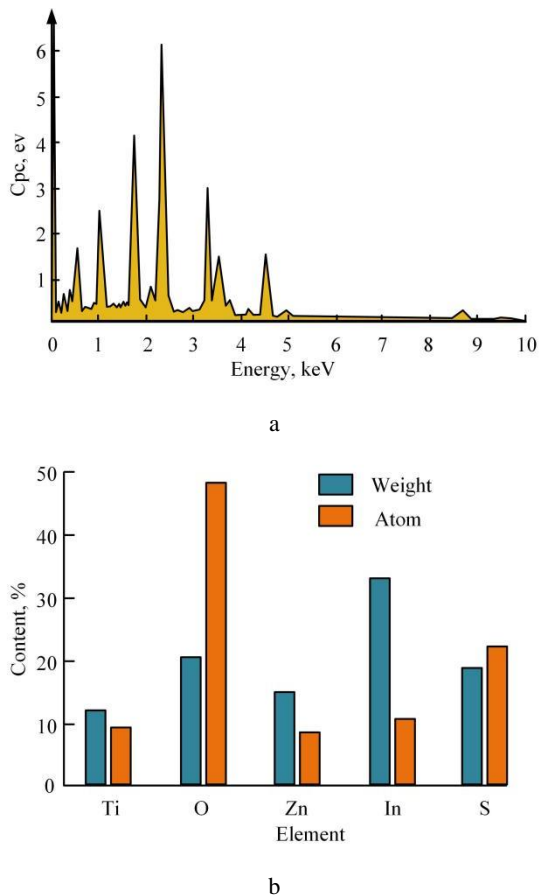 6
5
4
3
2
1
Cpc, ev
0 1 2 3 4 5 6 7 8 9 10
Energy, keV
a
50
40
30
20
10
0
Content, %
Weight
Atom
Ti O Zn In S
Element
b